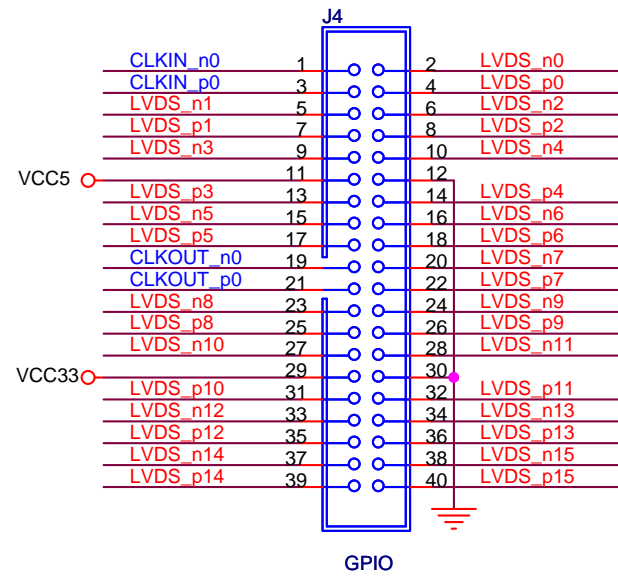 J4
CLKIN_n0 1 2 LVDS_n0
CLKIN_p0 3 4 LVDS_p0
LVDS_n1 5 6 LVDS_n2
LVDS_p1 7 8 LVDS_p2
LVDS_n3 9 10 LVDS_n4
VCC5 11 12
LVDS_p3 13 14 LVDS_p4
LVDS_n5 15 16 LVDS_n6
LVDS_p5 17 18 LVDS_p6
CLKOUT_n0 19 20 LVDS_n7
CLKOUT_p0 21 22 LVDS_p7
LVDS_n8 23 24 LVDS_n9
LVDS_p8 25 26 LVDS_p9
LVDS_n10 27 28 LVDS_n11
VCC33 29 30
LVDS_p10 31 32 LVDS_p11
LVDS_n12 33 34 LVDS_n13
LVDS_p12 35 36 LVDS_p13
LVDS_n14 37 38 LVDS_n15
LVDS_p14 39 40 LVDS_p15
GPIO